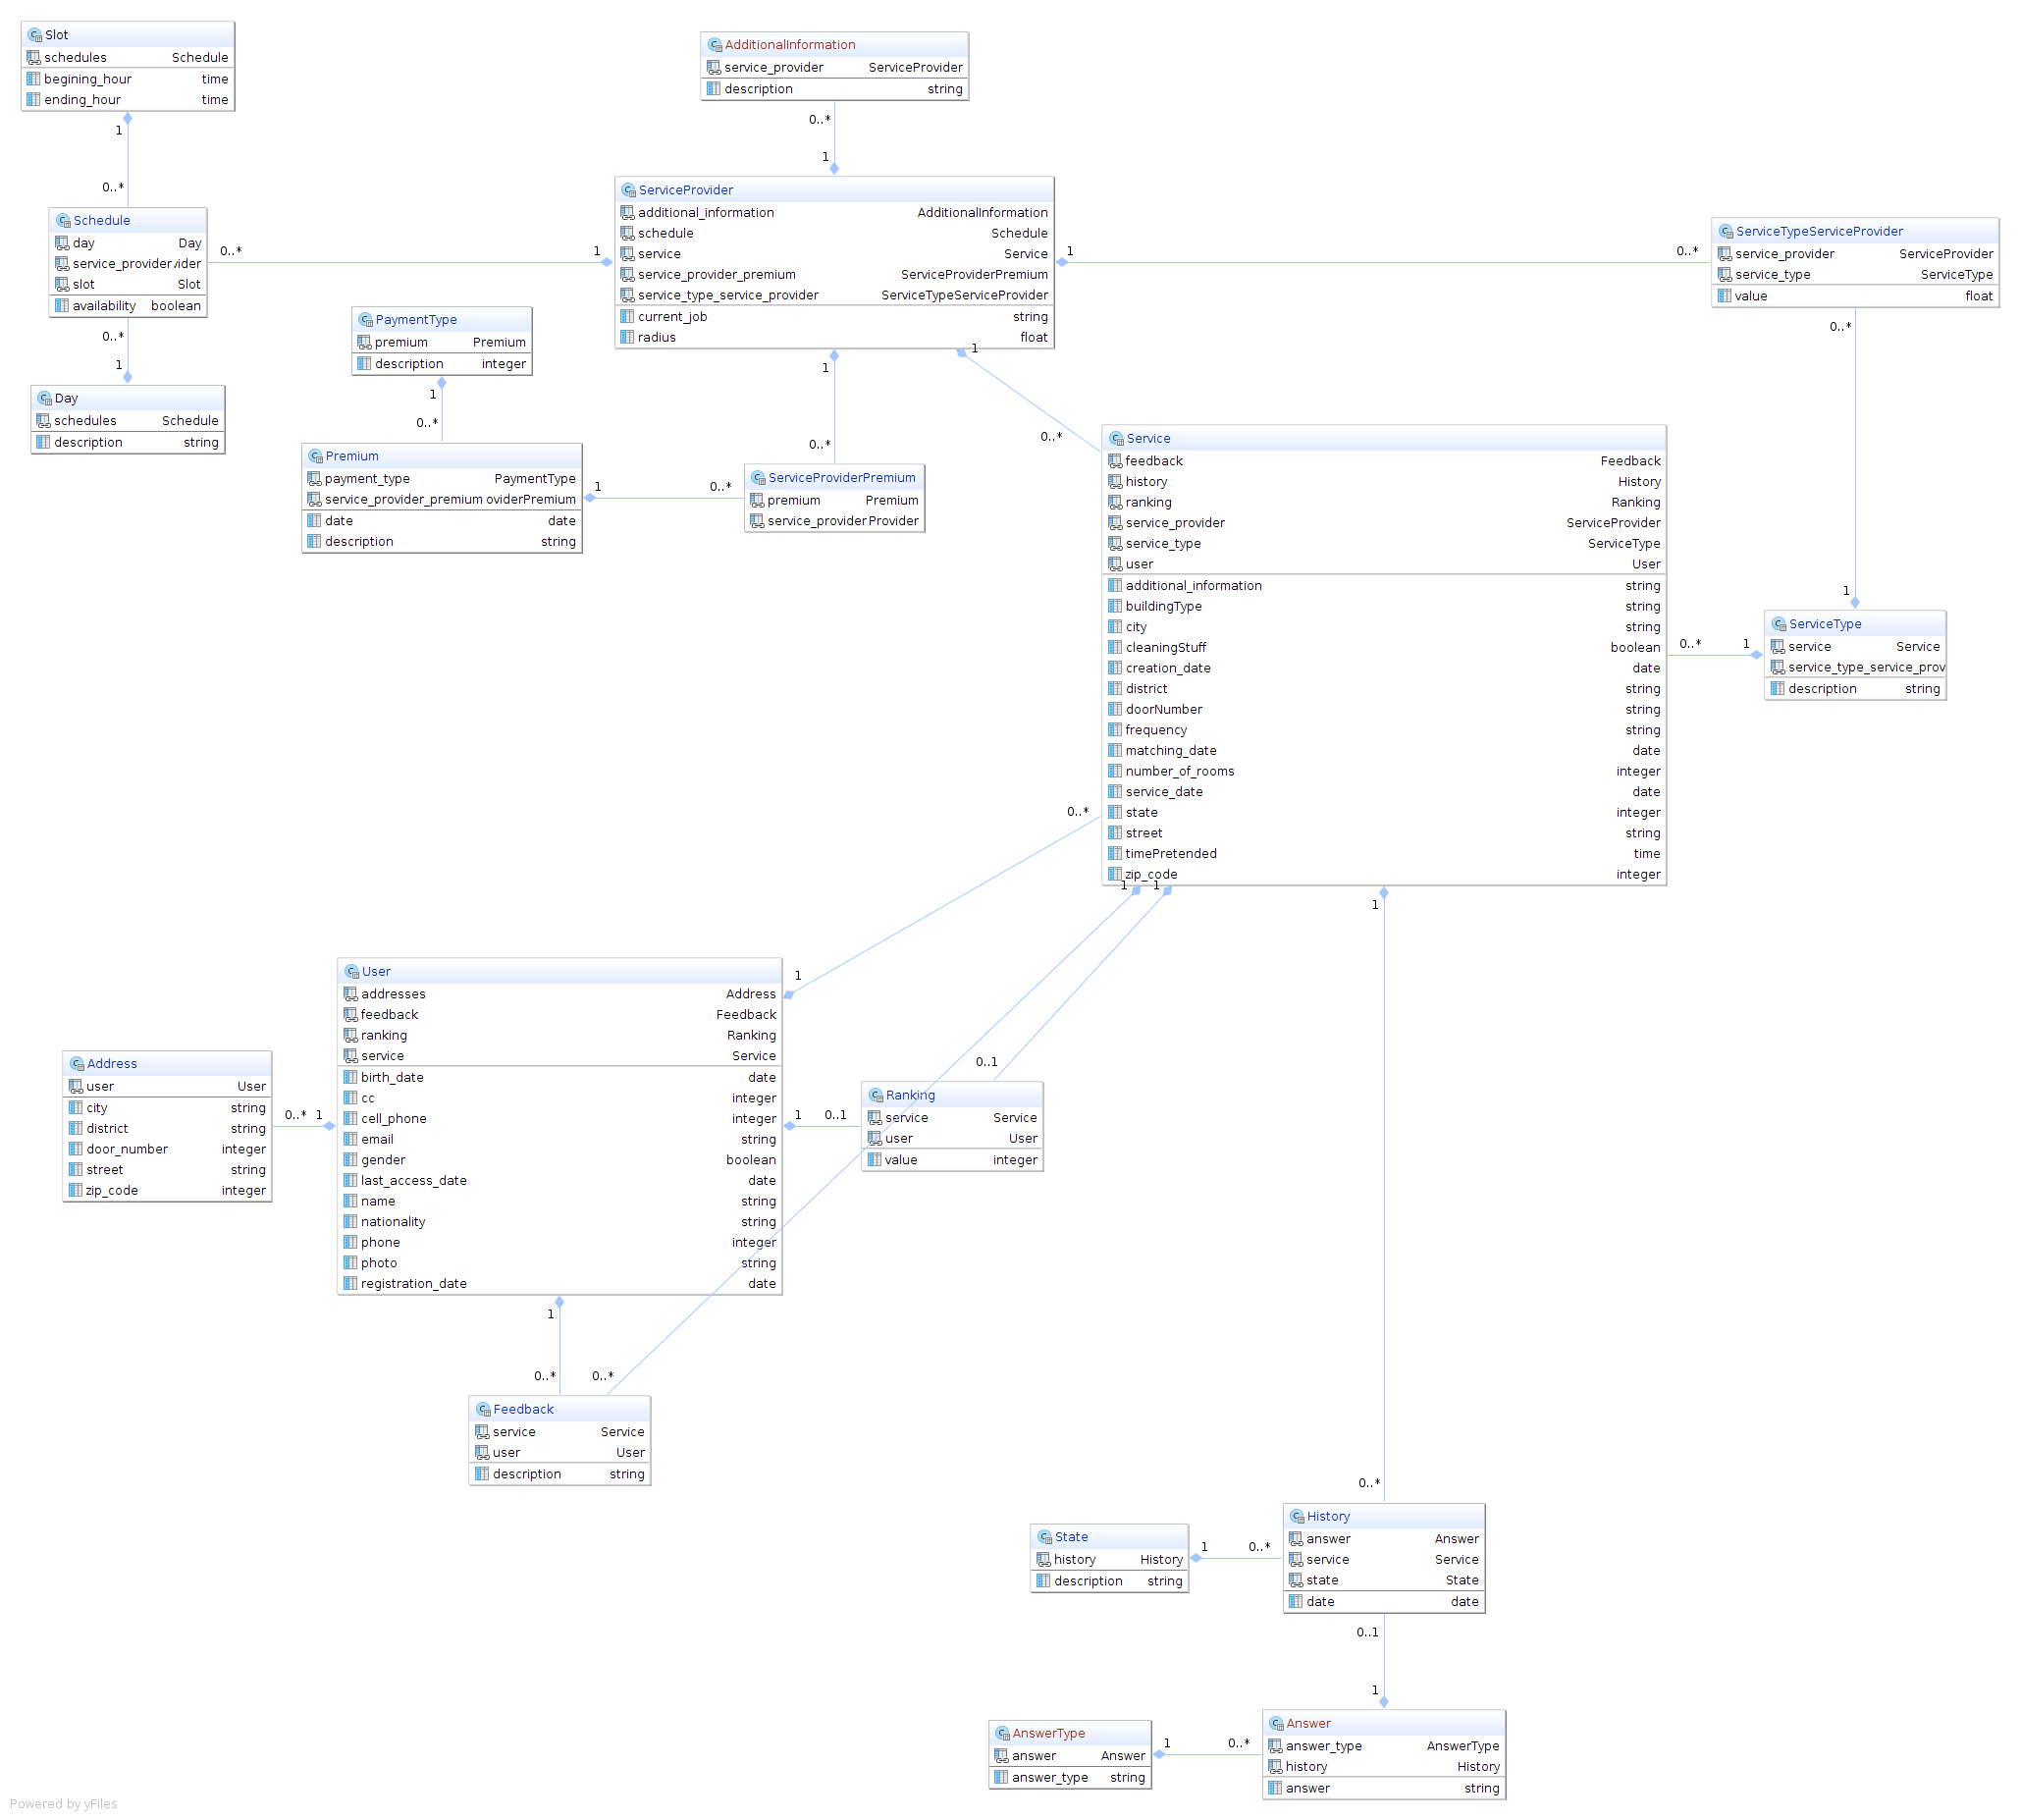 Slot
schedules Schedule
begining_hour time
ending_hour time
1
0..*
AdditionalInformation
service_provider ServiceProvider
description string
0..*
1
ServiceProvider
additional_information AdditionalInformation
schedule Schedule
service Service
service_provider_premium ServiceProviderPremium
service_type_service_provider ServiceTypeServiceProvider
current_job string
radius float
Schedule
day Day
service_provider vider
slot Slot
availability boolean
0..* 1
1 0..*
ServiceTypeServiceProvider
service_provider ServiceProvider
service_type ServiceType
value float
0..*
1
0..*
1
Day
schedules Schedule
description string
PaymentType
premium Premium
description integer
1
0..*
Premium
payment_type PaymentType
service_provider_premium oviderPremium
date date
description string
1 0..*
1
0..*
ServiceProviderPremium
premium Premium
service_provider Provider
1
0..*
Service
feedback Feedback
history History
ranking Ranking
service_provider ServiceProvider
service_type ServiceType
user User
additional_information string
buildingType string
city string
cleaningStuff boolean
creation_date date
district string
doorNumber string
frequency string
matching_date date
number_of_rooms integer
service_date date
state integer
street string
timePretended time
zip_code integer
0..* 1
ServiceType
service Service
service_type_service_prov
description string
0..*
1
1 1
1
User
addresses Address
feedback Feedback
ranking Ranking
service Service
birth_date date
cc integer
cell_phone integer
email string
gender boolean
last_access_date date
name string
nationality string
phone integer
photo string
registration_date date
Address
user User
city string
district string
door_number integer
street string
zip_code integer
0..* 1
0..1
1 0..1
Ranking
service Service
user User
value integer
1
0..* 0..*
Feedback
service Service
user User
description string
0..*
History
answer Answer
service Service
state State
date date
State
history History
description string
1 0..*
0..1
1
AnswerType
answer Answer
answer_type string
1 0..*
Answer
answer_type AnswerType
history History
answer string
Powered by yFiles